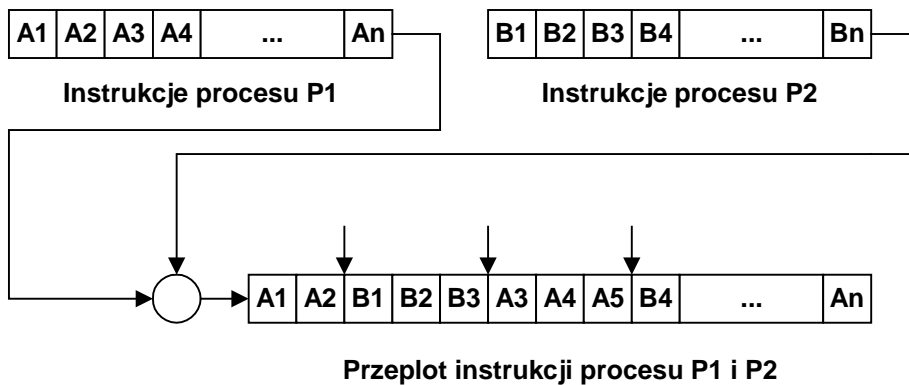 A1 A2 A3 A4 ... An
Instrukcje procesu P1
B1 B2 B3 B4 ... Bn
Instrukcje procesu P2
A1 A2 B1 B2 B3 A3 A4 A5 B4 ... An
Przeplot instrukcji procesu P1 i P2